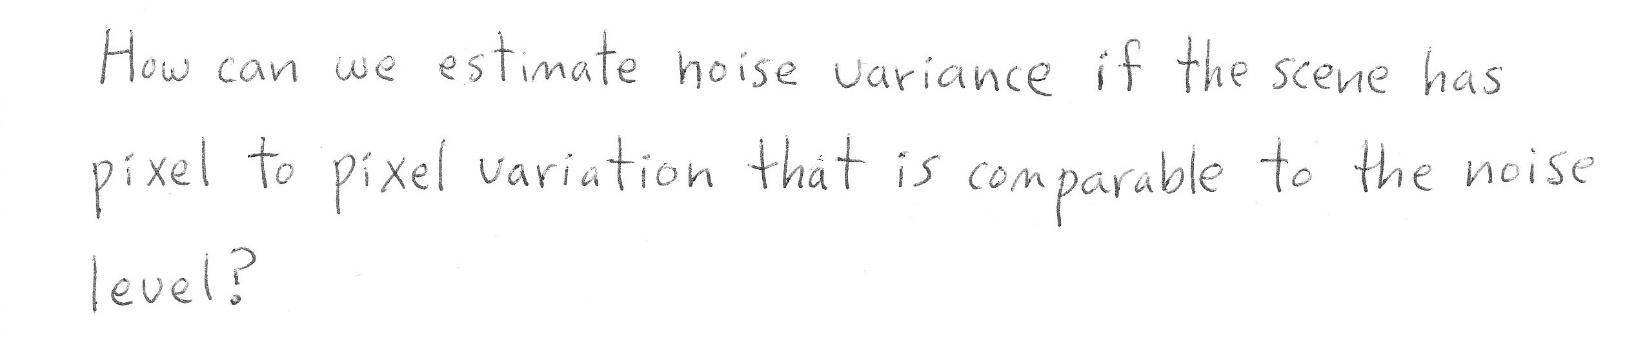 How can we estimate noise variance if the scene has
pixel to pixel variation that is comparable to the noise
level?